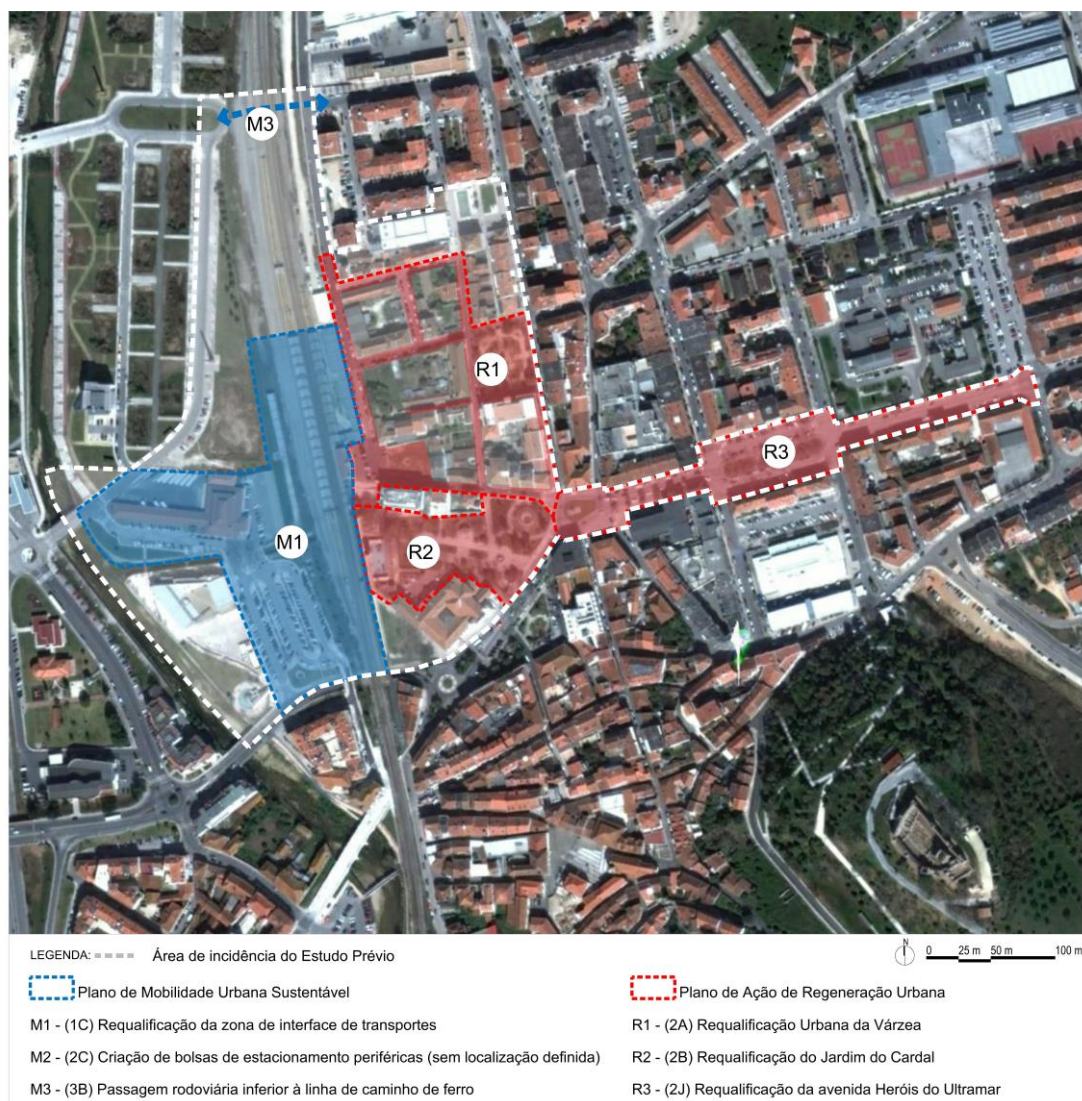 M3
R1
R3
M1
R2
LEGENDA: Área de incidência do Estudo Prévio
N
0 25 m 50 m 100 m
Plano de Mobilidade Urbana Sustentável
Plano de Ação de Regeneração Urbana
M1 - (1C) Requalificação da zona de interface de transportes
R1 - (2A) Requalificação Urbana da Várzea
M2 - (2C) Criação de bolsas de estacionamento periféricas (sem localização definida)
R2 - (2B) Requalificação do Jardim do Cardal
M3 - (3B) Passagem rodoviária inferior à linha de caminho de ferro
R3 - (2J) Requalificação da avenida Heróis do Ultramar